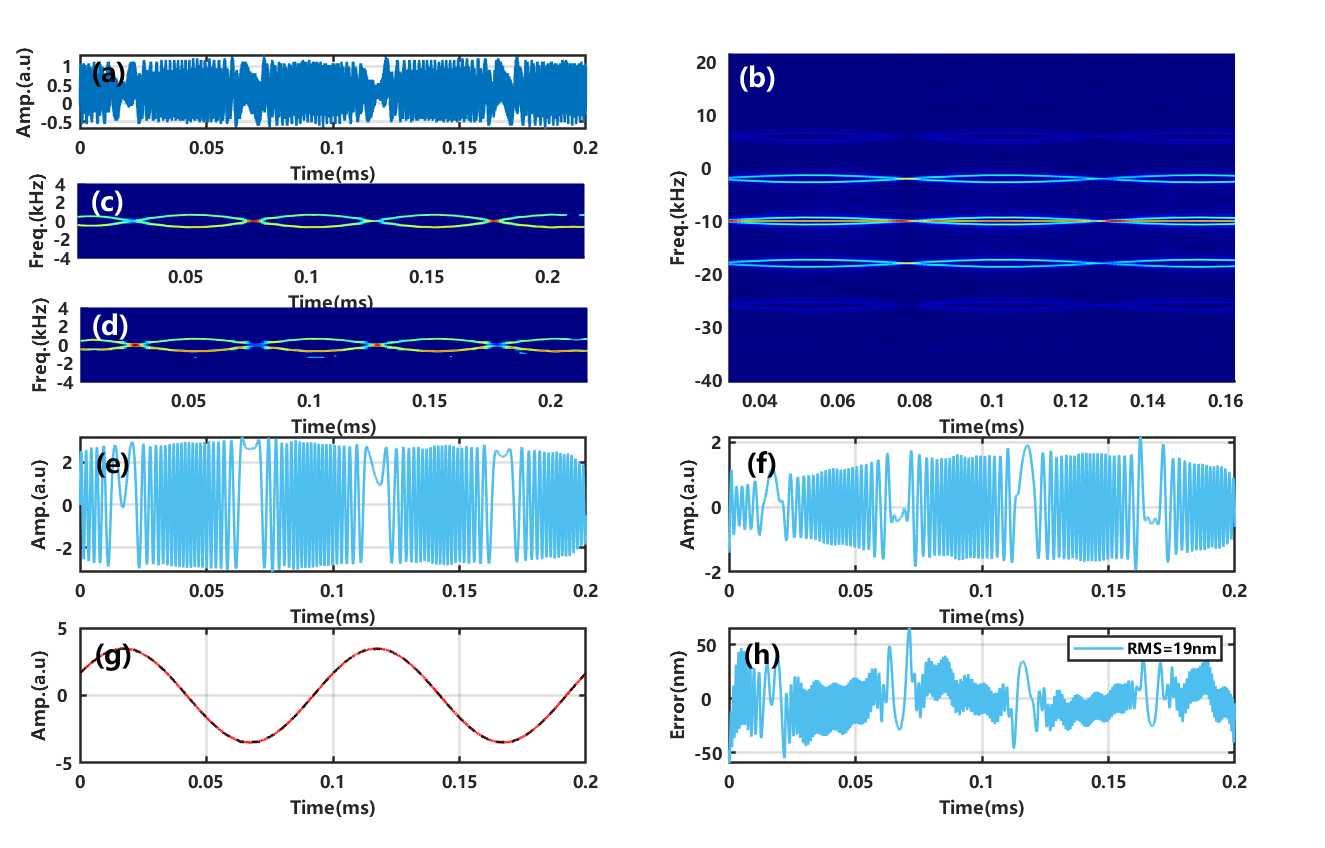 (a)
Amp.(a.u)
1
0.5
0
-0.5
0 0.05 0.1 0.15 0.2
Time(ms)
(c)
Freq.(kHz)
4
2
0
-2
-4
0.05 0.1 0.15 0.2
Time(ms)
(d)
Freq.(kHz)
4
2
0
-2
-4
0.05 0.1 0.15 0.2
Time(ms)
(b)
Freq.(kHz)
20
10
0
-10
-20
-30
-40
0.04 0.06 0.08 0.1 0.12 0.14 0.16
Time(ms)
(e)
Amp.(a.u)
2
0
-2
0 0.05 0.1 0.15 0.2
Time(ms)
(f)
Amp.(a.u)
2
0
-2
0 0.05 0.1 0.15 0.2
Time(ms)
(g)
Amp.(a.u)
5
0
-5
0 0.05 0.1 0.15 0.2
Time(ms)
(h)
RMS=19nm
Error(nm)
50
0
-50
0 0.05 0.1 0.15 0.2
Time(ms)